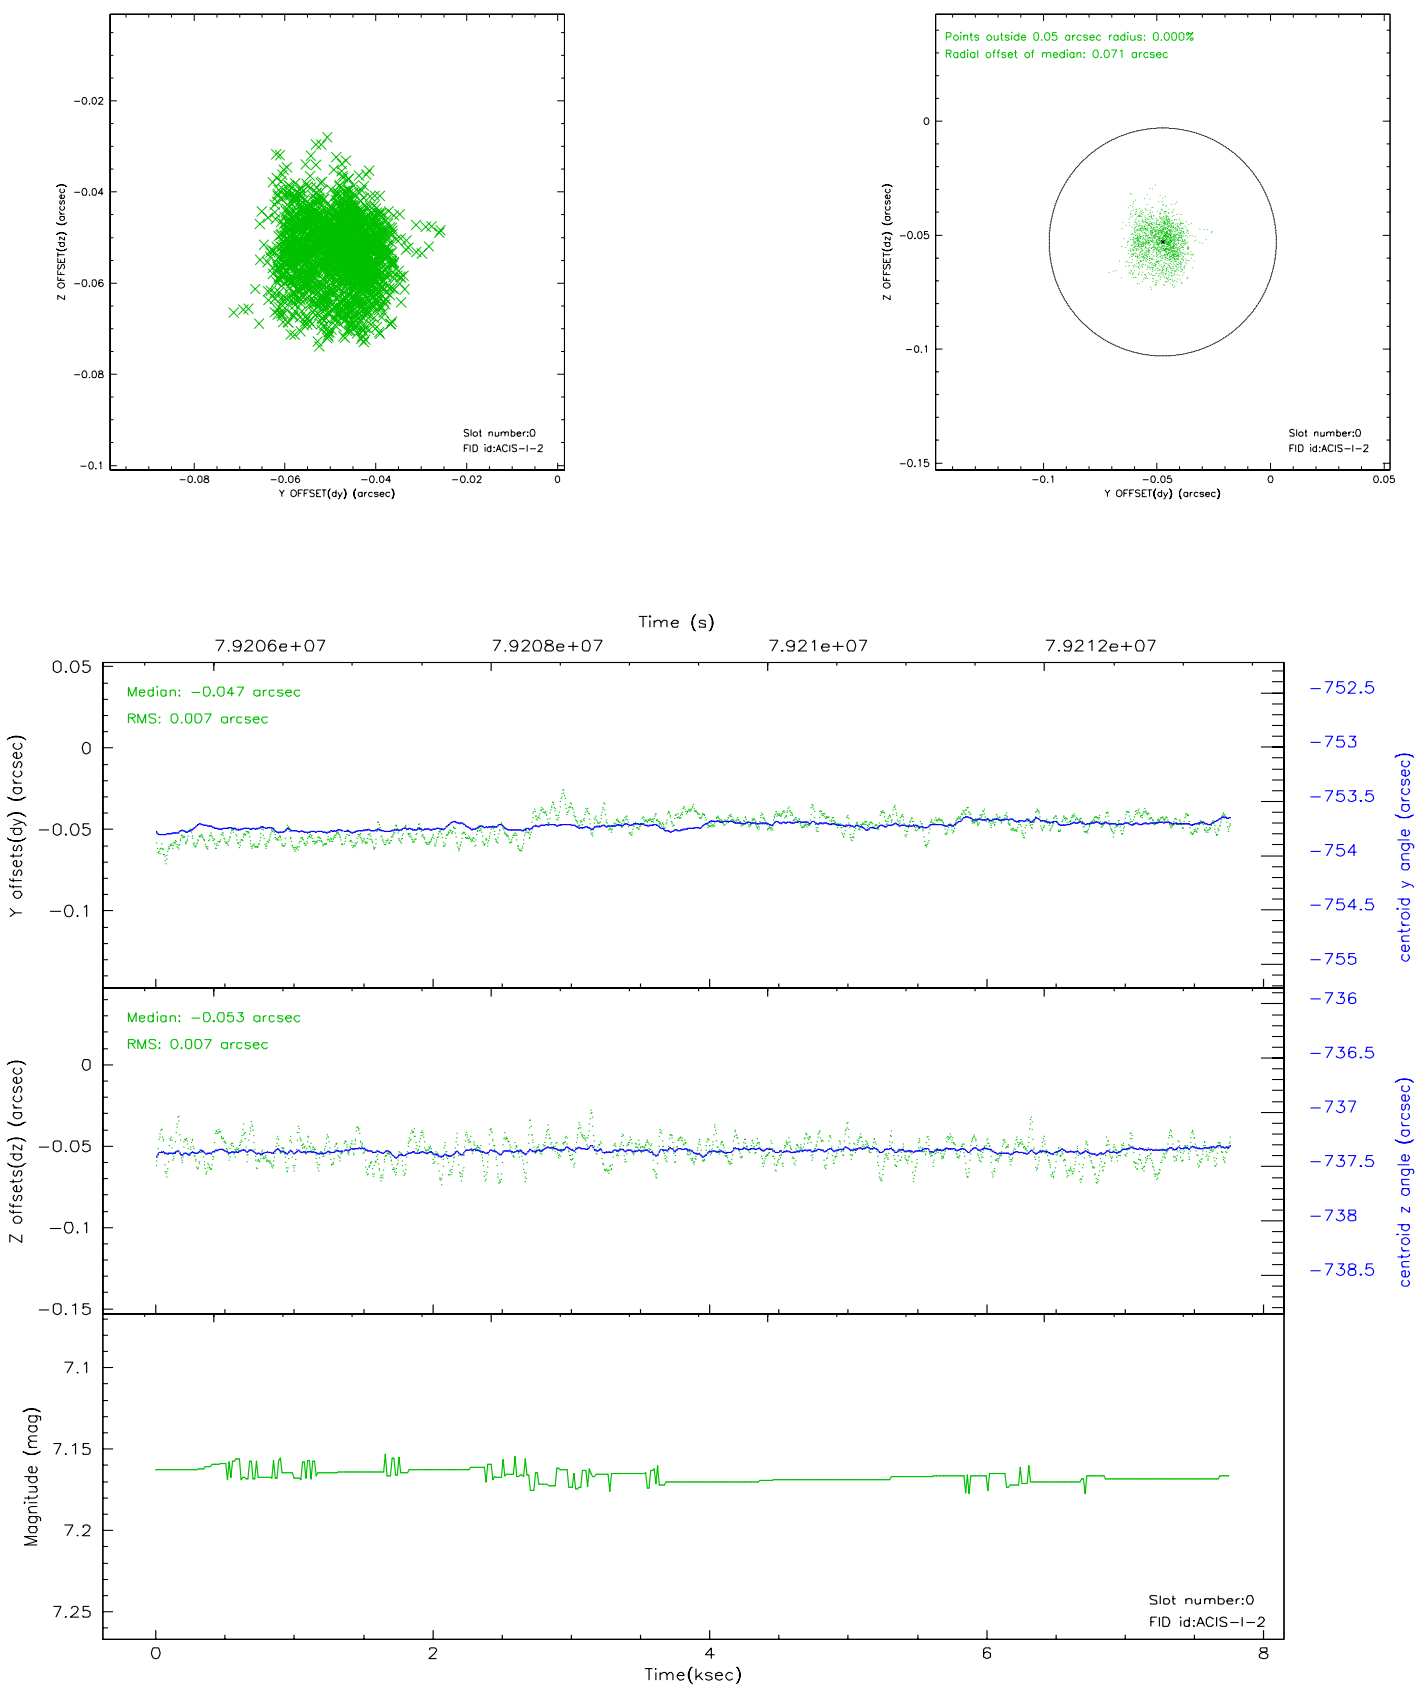 -0.02
-0.04
-0.06
-0.08
-0.1
Z OFFSET(dz) (arcsec)
Slot number:0
FID id:ACIS-I-2
-0.08 -0.06 -0.04 -0.02 0
Y OFFSET(dy) (arcsec)
Points outside 0.05 arcsec radius: 0.000%
Radial offset of median: 0.071 arcsec
0
-0.05
-0.1
-0.15
Z OFFSET(dz) (arcsec)
Slot number:0
FID id:ACIS-I-2
-0.1 -0.05 0 0.05
Y OFFSET(dy) (arcsec)
Time (s)
7.9206e+07 7.9208e+07 7.921e+07 7.9212e+07
0.05
0
-0.05
-0.1
Y offsets(dy) (arcsec)
Median: -0.047 arcsec
RMS: 0.007 arcsec
-752.5
-753
-753.5
-754
-754.5
-755
centroid y angle (arcsec)
0
-0.05
-0.1
-0.15
Z offsets(dz) (arcsec)
Median: -0.053 arcsec
RMS: 0.007 arcsec
-736
-736.5
-737
-737.5
-738
-738.5
centroid z angle (arcsec)
7.1
7.15
7.2
7.25
Magnitude (mag)
Slot number:0
FID id:ACIS-I-2
0 2 4 6 8
Time(ksec)